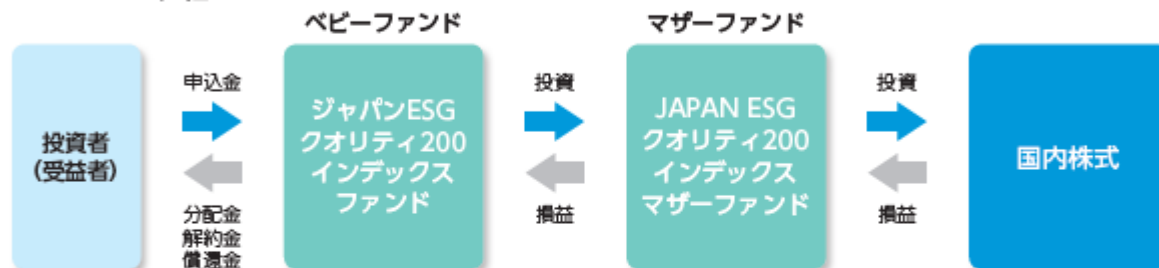 ベビーファンド
マザーファンド
投資者
(受益者)
申込金
分配金
解約金
償還金
ジャパンESG
クオリティ200
インデックス
ファンド
投資
損益
JAPAN ESG
クオリティ200
インデックス
マザーファンド
投資
損益
国内株式